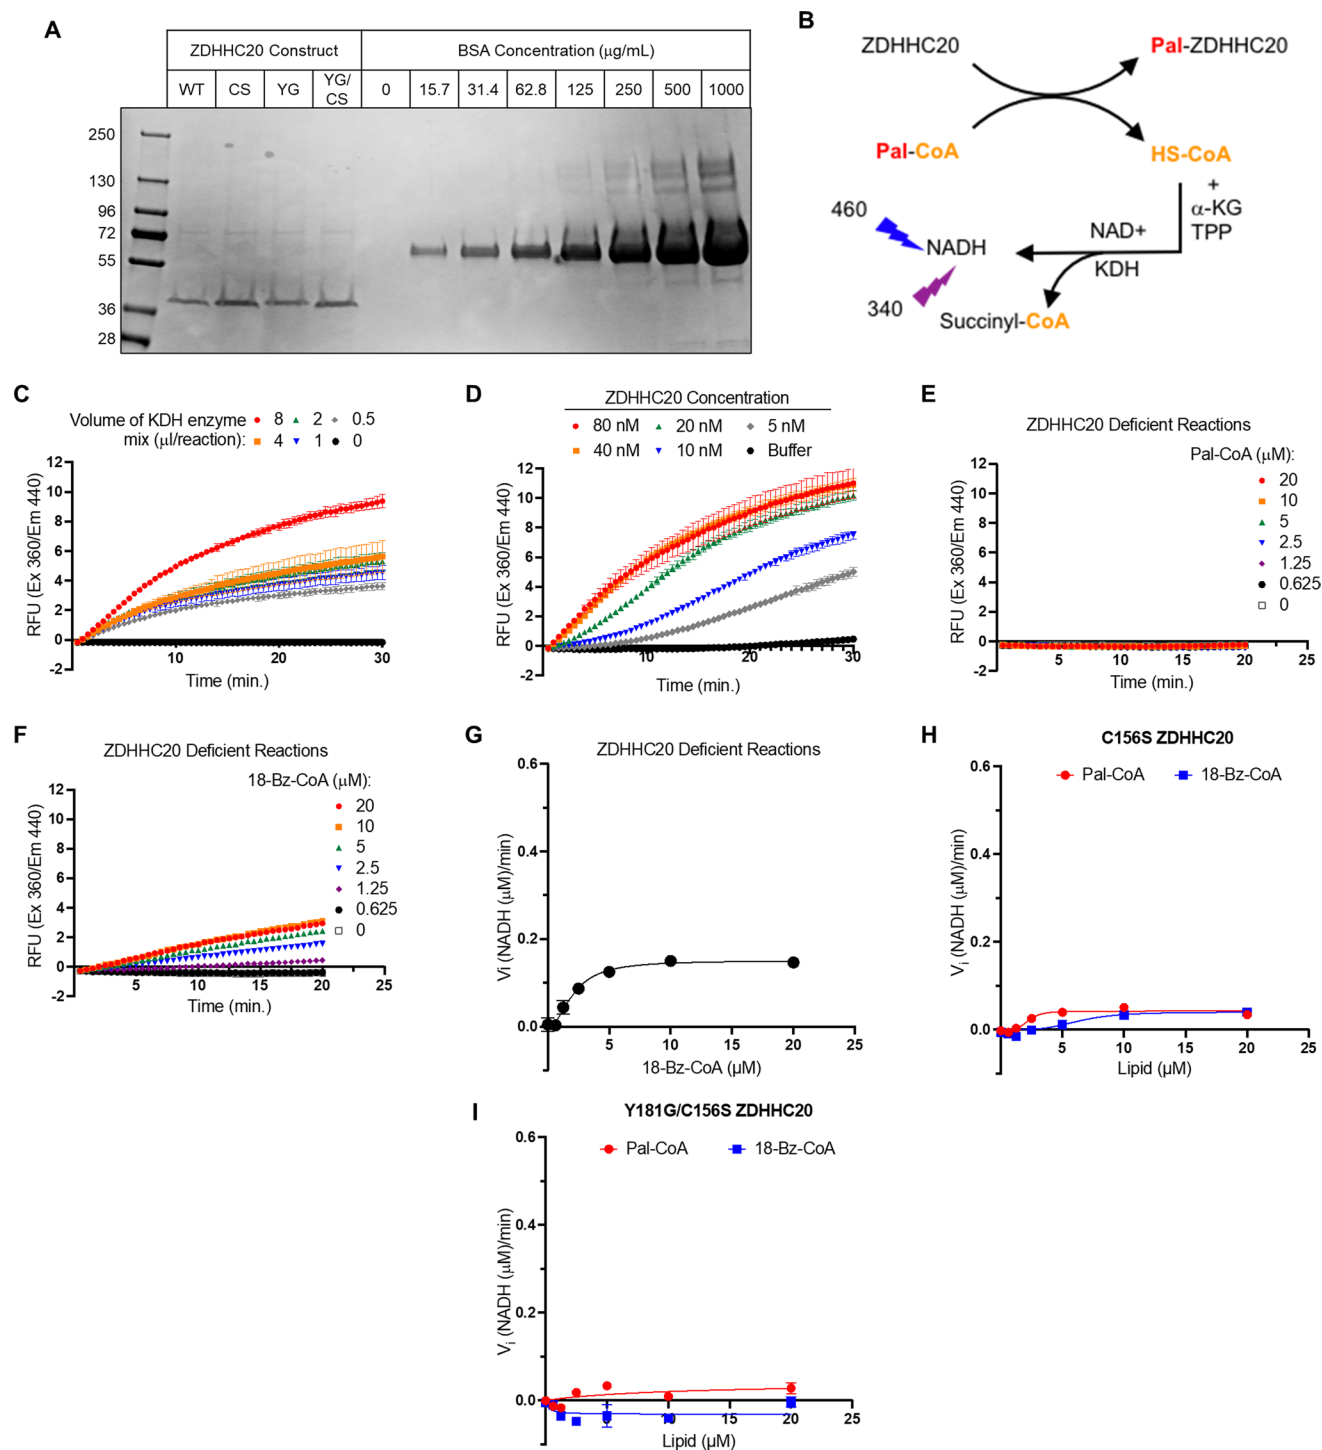 A
ZDHHC20 Construct
BSA Concentration (μg/mL)
WT CS YG YG/CS 0 15.7 31.4 62.8 125 250 500 1000
250
130
96
72
55
36
28
B
ZDHHC20
Pal-ZDHHC20
Pal-CoA
HS-CoA
+
α-KG
TPP
460
NADH
NAD+
KDH
340
Succinyl-CoA
C
Volume of KDH enzyme mix (μl/reaction):
8 2 0.5
4 1 0
RFU (Ex 360/Em 440)
12
10
8
6
4
2
0
-2
10 20 30
Time (min.)
D
ZDHHC20 Concentration
80 nM 20 nM 5 nM
40 nM 10 nM Buffer
RFU (Ex 360/Em 440)
12
10
8
6
4
2
0
-2
10 20 30
Time (min.)
E
ZDHHC20 Deficient Reactions
Pal-CoA (μM):
20
10
5
2.5
1.25
0.625
0
RFU (Ex 360/Em 440)
12
10
8
6
4
2
0
-2
5 10 15 20 25
Time (min.)
F
ZDHHC20 Deficient Reactions
18-Bz-CoA (μM):
20
10
5
2.5
1.25
0.625
0
RFU (Ex 360/Em 440)
12
10
8
6
4
2
0
-2
5 10 15 20 25
Time (min.)
G
ZDHHC20 Deficient Reactions
Vi (NADH (μM)/min)
0.6
0.4
0.2
0.0
5 10 15 20 25
18-Bz-CoA (μM)
H
C156S ZDHHC20
Pal-CoA 18-Bz-CoA
Vi (NADH (μM)/min)
0.6
0.4
0.2
0.0
5 10 15 20 25
Lipid (μM)
I
Y181G/C156S ZDHHC20
Pal-CoA 18-Bz-CoA
Vi (NADH (μM)/min)
0.6
0.4
0.2
0.0
5 10 15 20 25
Lipid (μM)